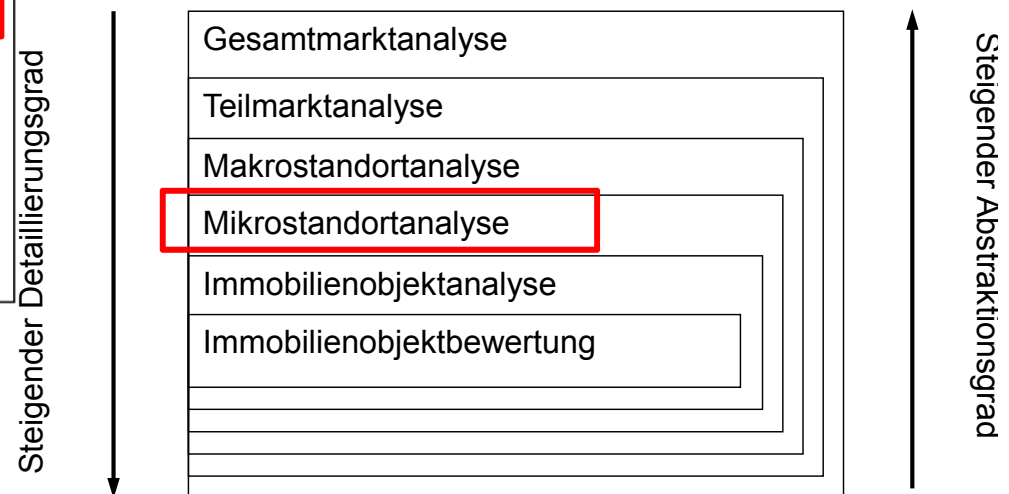 Steigender Detaillierungsgrad
Gesamtmarktanalyse
Teilmarktanalyse
Makrostandortanalyse
Mikrostandortanalyse
Immobilienobjektanalyse
Immobilienobjektbewertung
Steigender Abstraktionsgrad